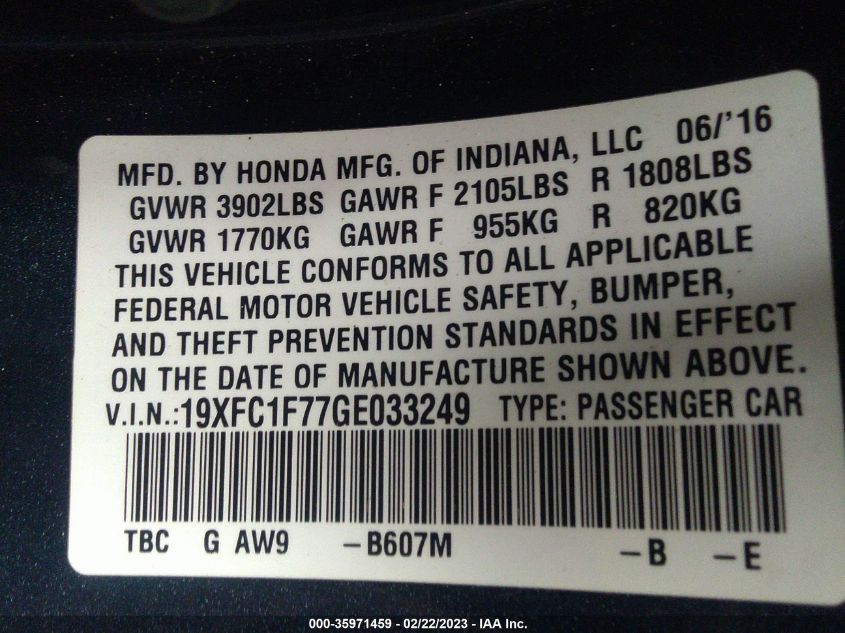 MFD. BY HONDA MFG. OF INDIANA, LLC 06/'16
GVWR 3902LBS GAWR F 2105LBS R 1808LBS
GVWR 1770KG GAWR F 955KG R 820KG
THIS VEHICLE CONFORMS TO ALL APPLICABLE
FEDERAL MOTOR VEHICLE SAFETY, BUMPER,
AND THEFT PREVENTION STANDARDS IN EFFECT
ON THE DATE OF MANUFACTURE SHOWN ABOVE.
V.I.N.:19XFC1F77GE033249 TYPE: PASSENGER CAR
TBC G AW9 -B607M -B -E
000-35971459 - 02/22/2023 - IAA Inc.